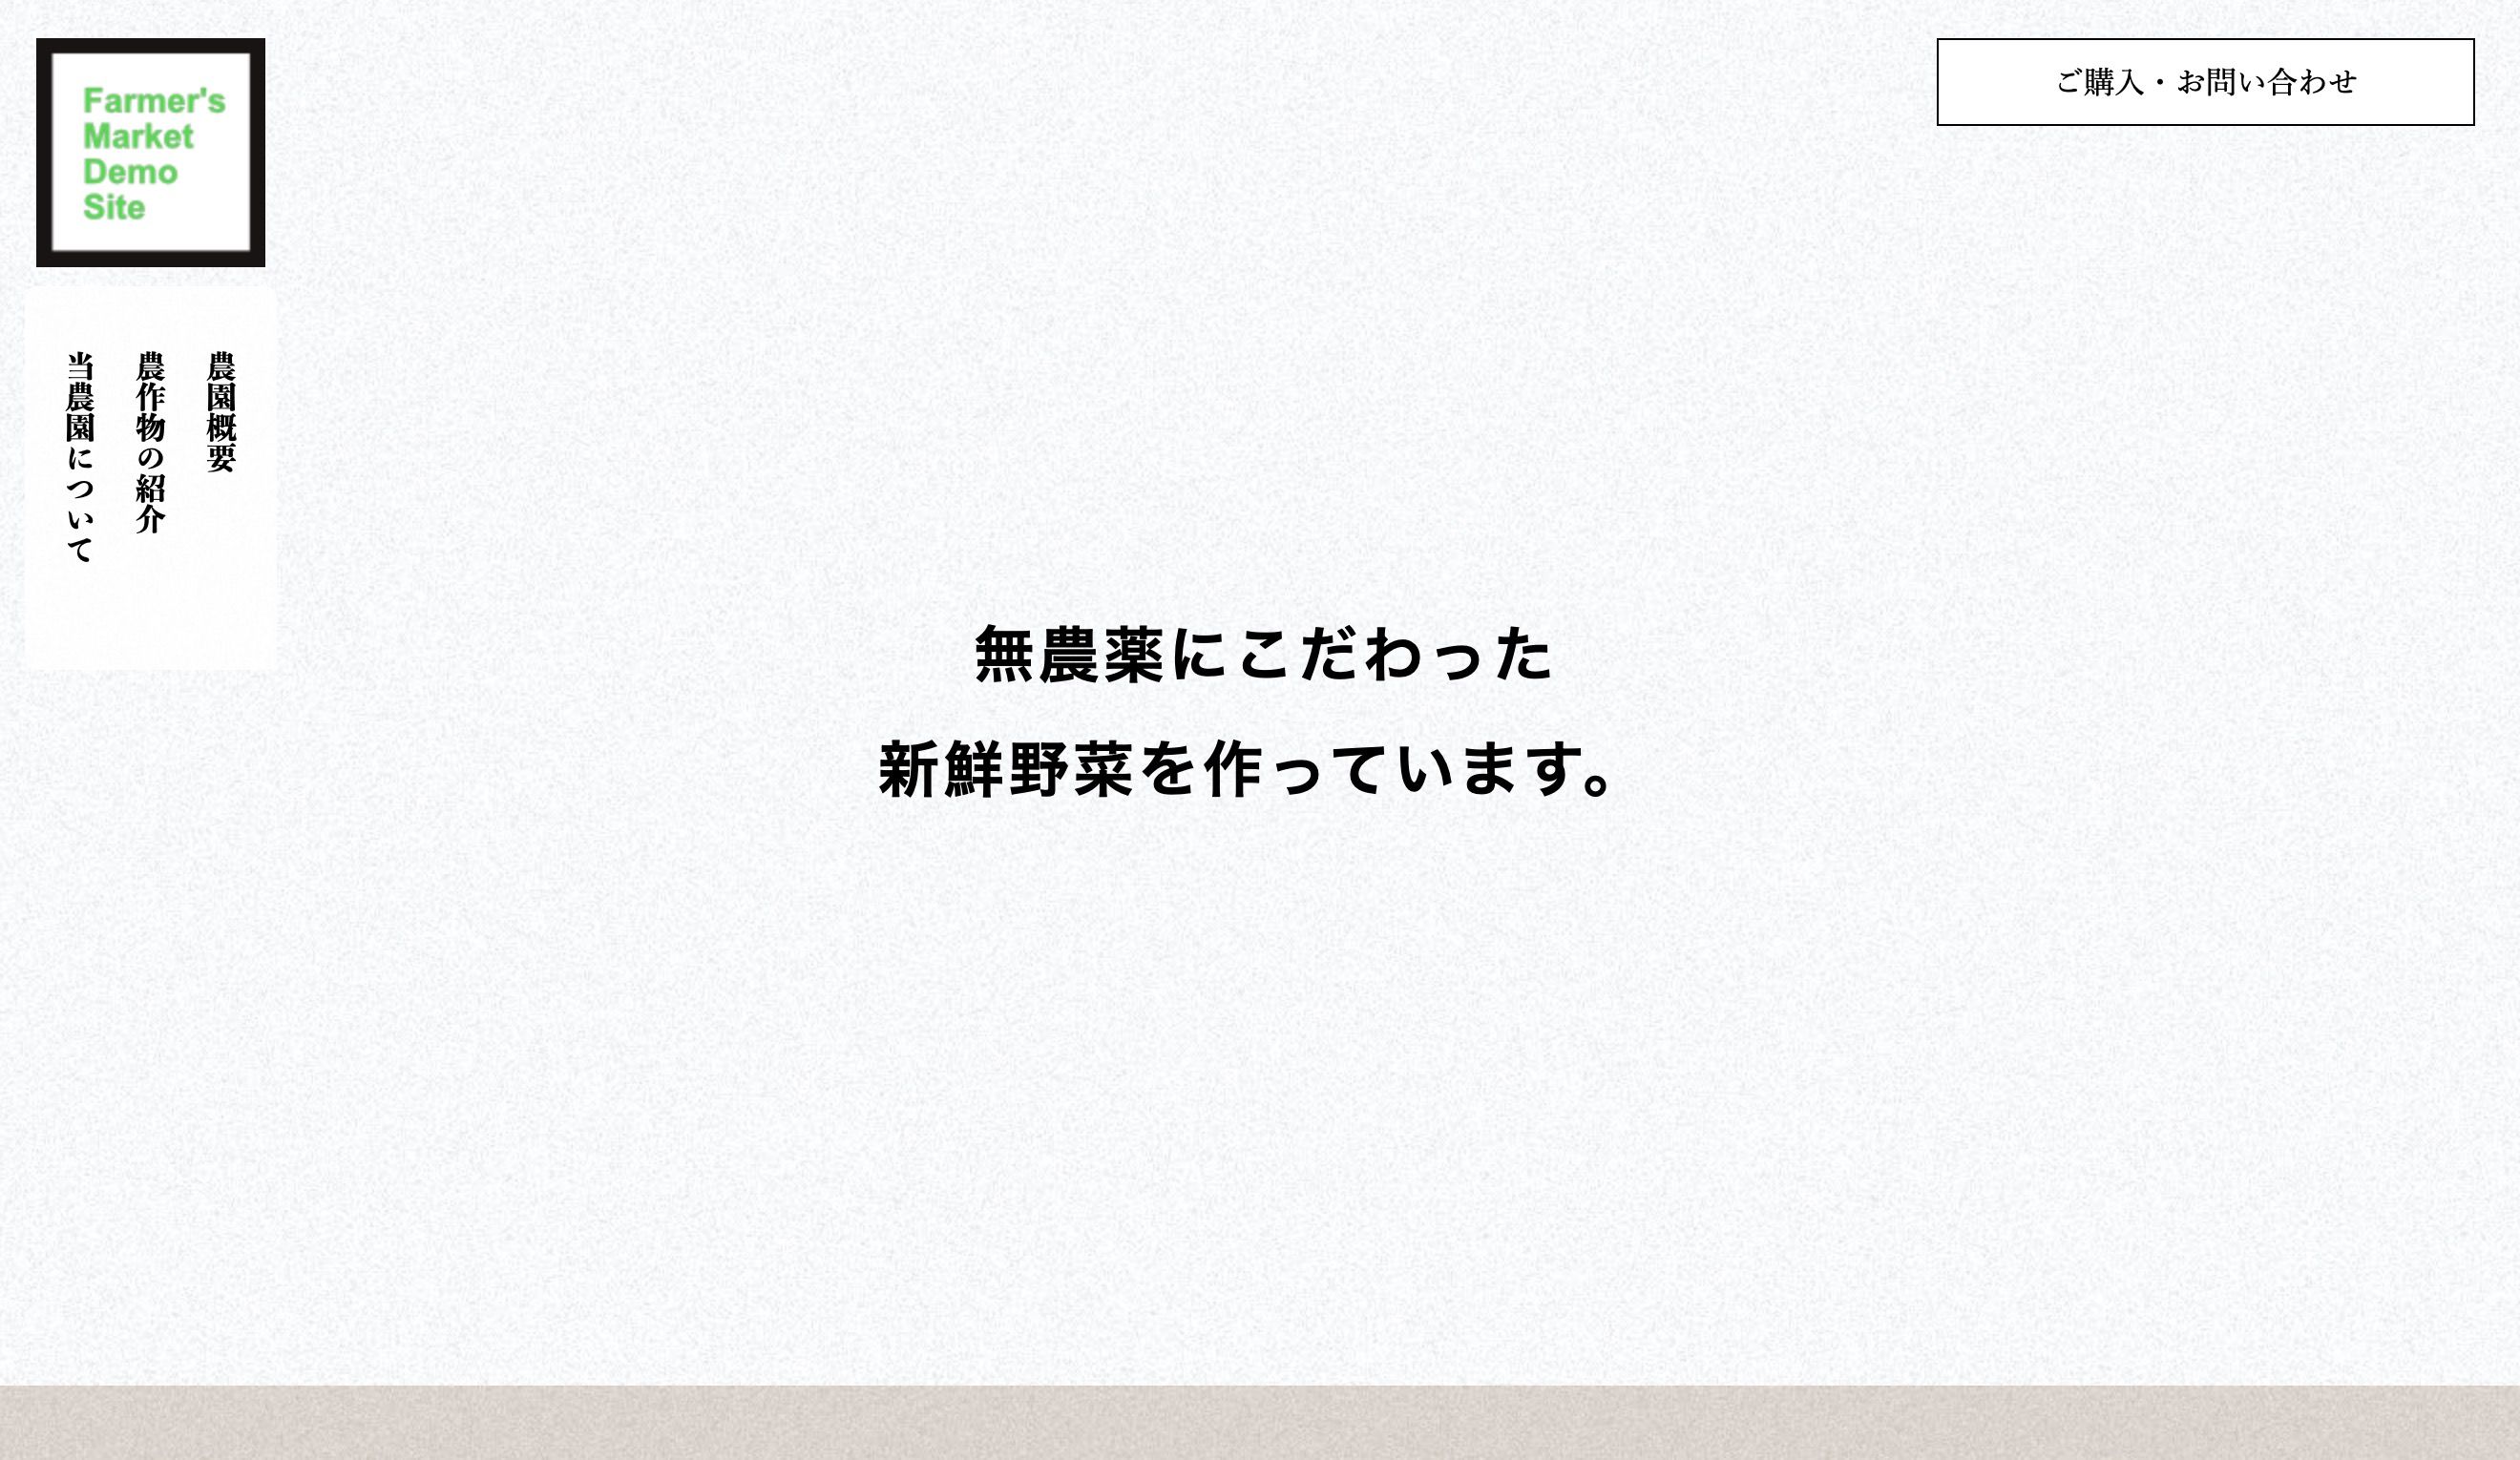 Farmer's
Market
Demo
Site
ご購入・お問い合わせ
農園概要
農作物の紹介
当農園について
無農薬にこだわった
新鮮野菜を作っています。